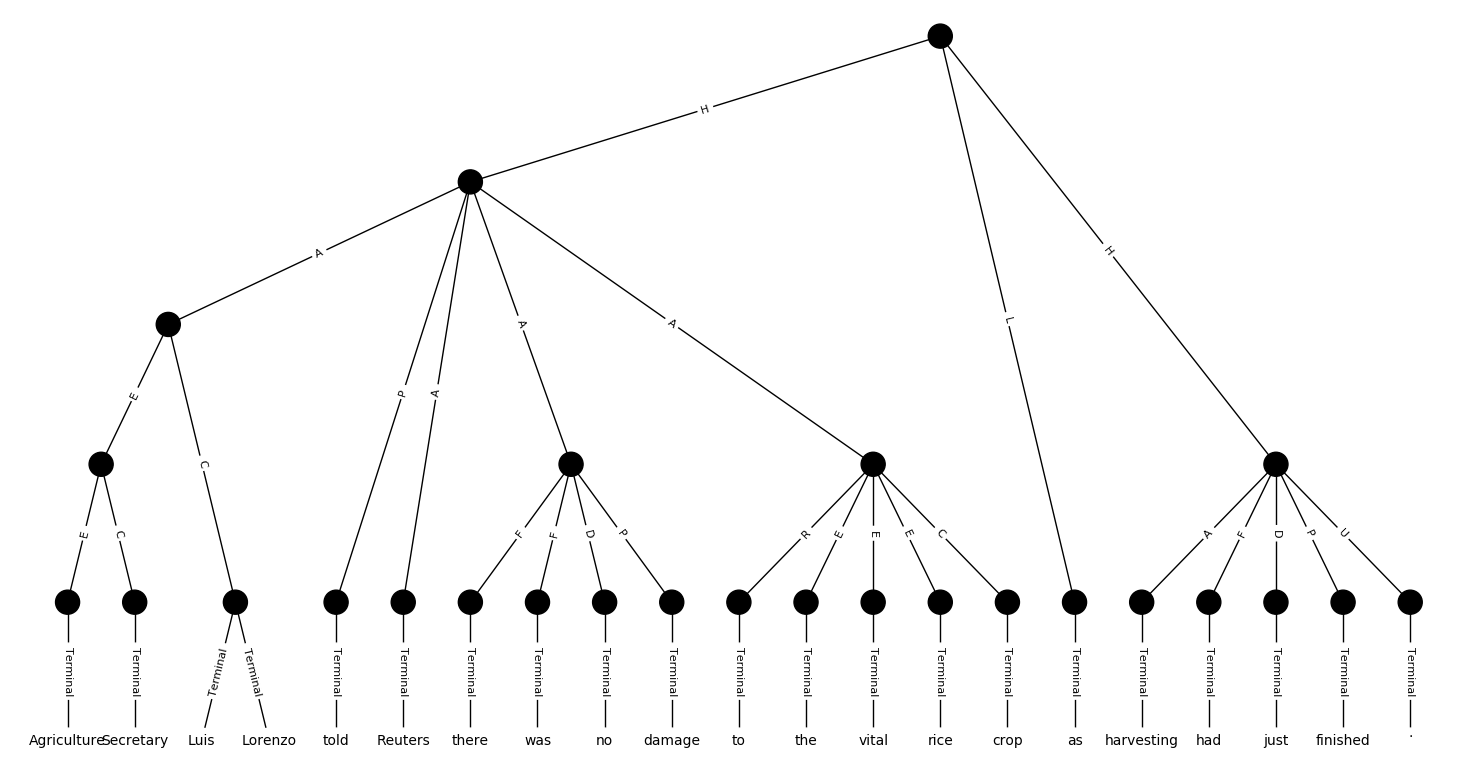 H
A
A
H
L
A
A
P
A
E
C
E
C
F
F
D
P
R
E
E
E
C
A
F
D
P
U
Terminal Terminal Terminal Terminal Terminal Terminal Terminal Terminal Terminal Terminal Terminal Terminal Terminal Terminal Terminal Terminal Terminal Terminal Terminal Terminal Terminal
Agriculture Secretary Luis Lorenzo told Reuters there was no damage to the vital rice crop as harvesting had just finished .